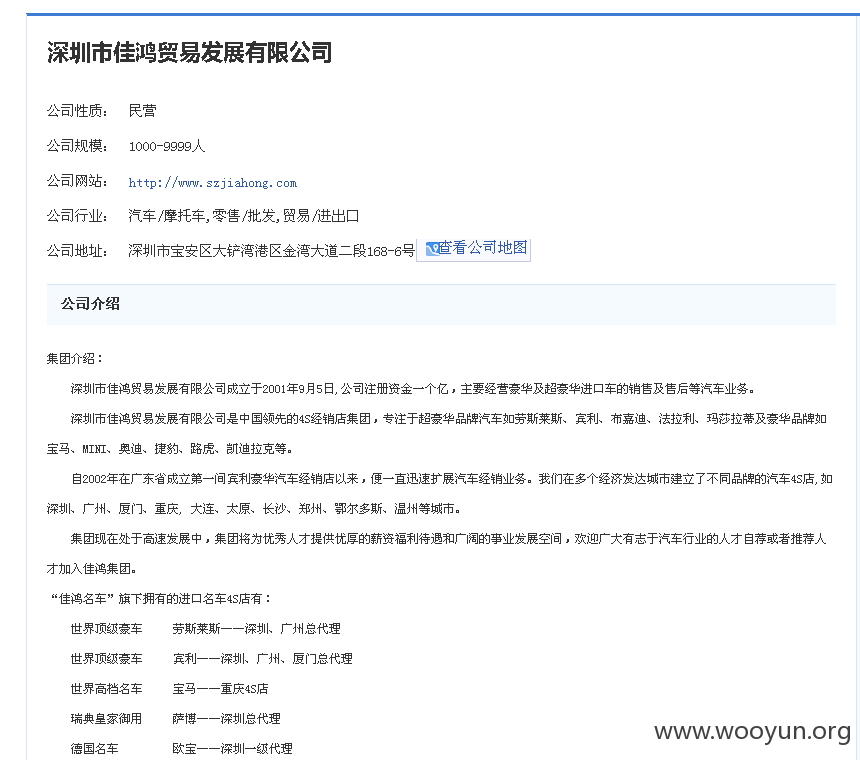 深圳市佳鸿贸易发展有限公司
公司性质： 民营
公司规模： 1000-9999人
公司网站： http://www.szjiahong.com
公司行业： 汽车/摩托车,零售/批发,贸易/进出口
公司地址： 深圳市宝安区大铲湾港区金湾大道二段168-6号 查看公司地图
公司介绍
集团介绍：
深圳市佳鸿贸易发展有限公司成立于2001年9月5日,公司注册资金一个亿，主要经营豪华及超豪华进口车的销售及售后等汽车业务。
深圳市佳鸿贸易发展有限公司是中国领先的4S经销店集团，专注于超豪华品牌汽车如劳斯莱斯、宾利、布嘉迪、法拉利、玛莎拉蒂及豪华品牌如
宝马、MINI、奥迪、捷豹、路虎、凯迪拉克等。
自2002年在广东省成立第一间宾利豪华汽车经销店以来，便一直迅速扩展汽车经销业务。我们在多个经济发达城市建立了不同品牌的汽车4S店,如
深圳、广州、厦门、重庆, 大连、太原、长沙、郑州、鄂尔多斯、温州等城市。
集团现在处于高速发展中，集团将为优秀人才提供优厚的薪资福利待遇和广阔的事业发展空间，欢迎广大有志于汽车行业的人才自荐或者推荐人
才加入佳鸿集团。
“佳鸿名车”旗下拥有的进口名车4S店有：
世界顶级豪车 劳斯莱斯——深圳、广州总代理
世界顶级豪车 宾利——深圳、广州、厦门总代理
世界高档名车 宝马——重庆4S店
瑞典皇家御用 萨博——深圳总代理
德国名车 欧宝——深圳一级代理
www.wooyun.org